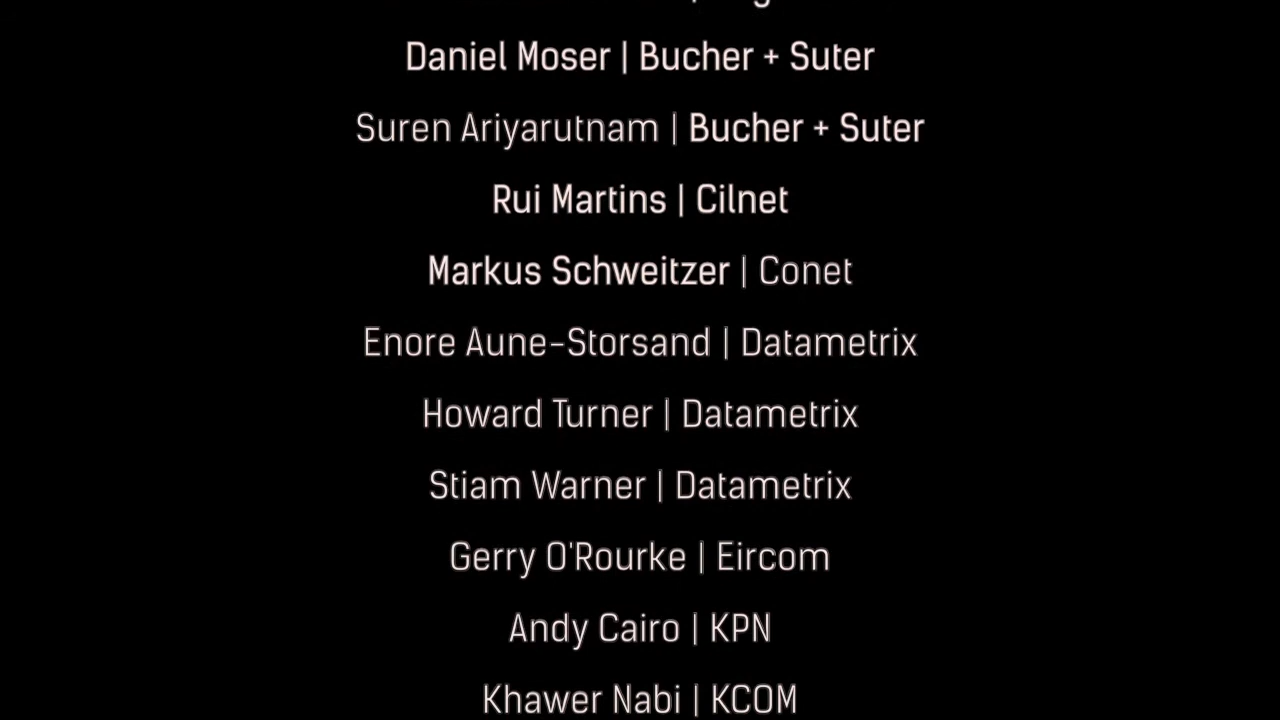 Daniel Moser | Bucher + Suter
Suren Ariyarutnam | Bucher + Suter
Rui Martins | Cilnet
Markus Schweitzer | Conet
Enore Aune-Storsand | Datametrix
Howard Turner | Datametrix
Stiam Warner | Datametrix
Gerry O'Rourke | Eircom
Andy Cairo | KPN
Khawer Nabi | KCOM